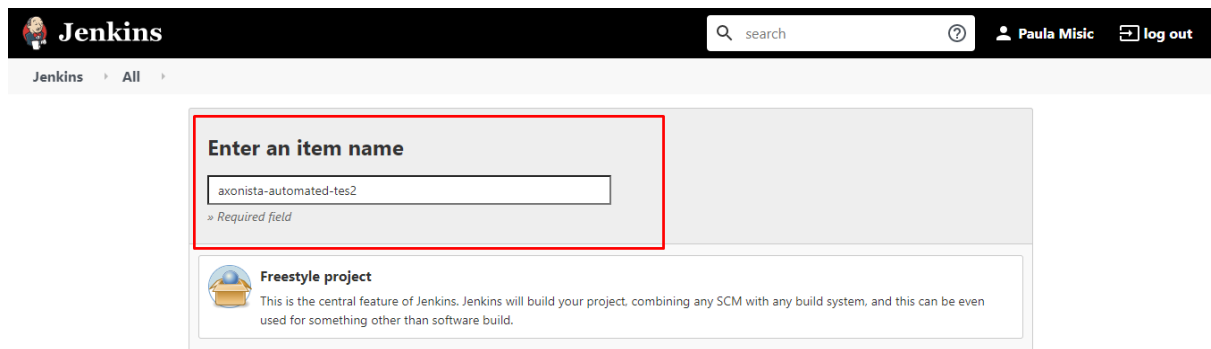 Jenkins
search
Paula Misic
log out
Jenkins All
Enter an item name
axonista-automated-tes2
» Required field
Freestyle project
This is the central feature of Jenkins. Jenkins will build your project, combining any SCM with any build system, and this can be even
used for something other than software build.